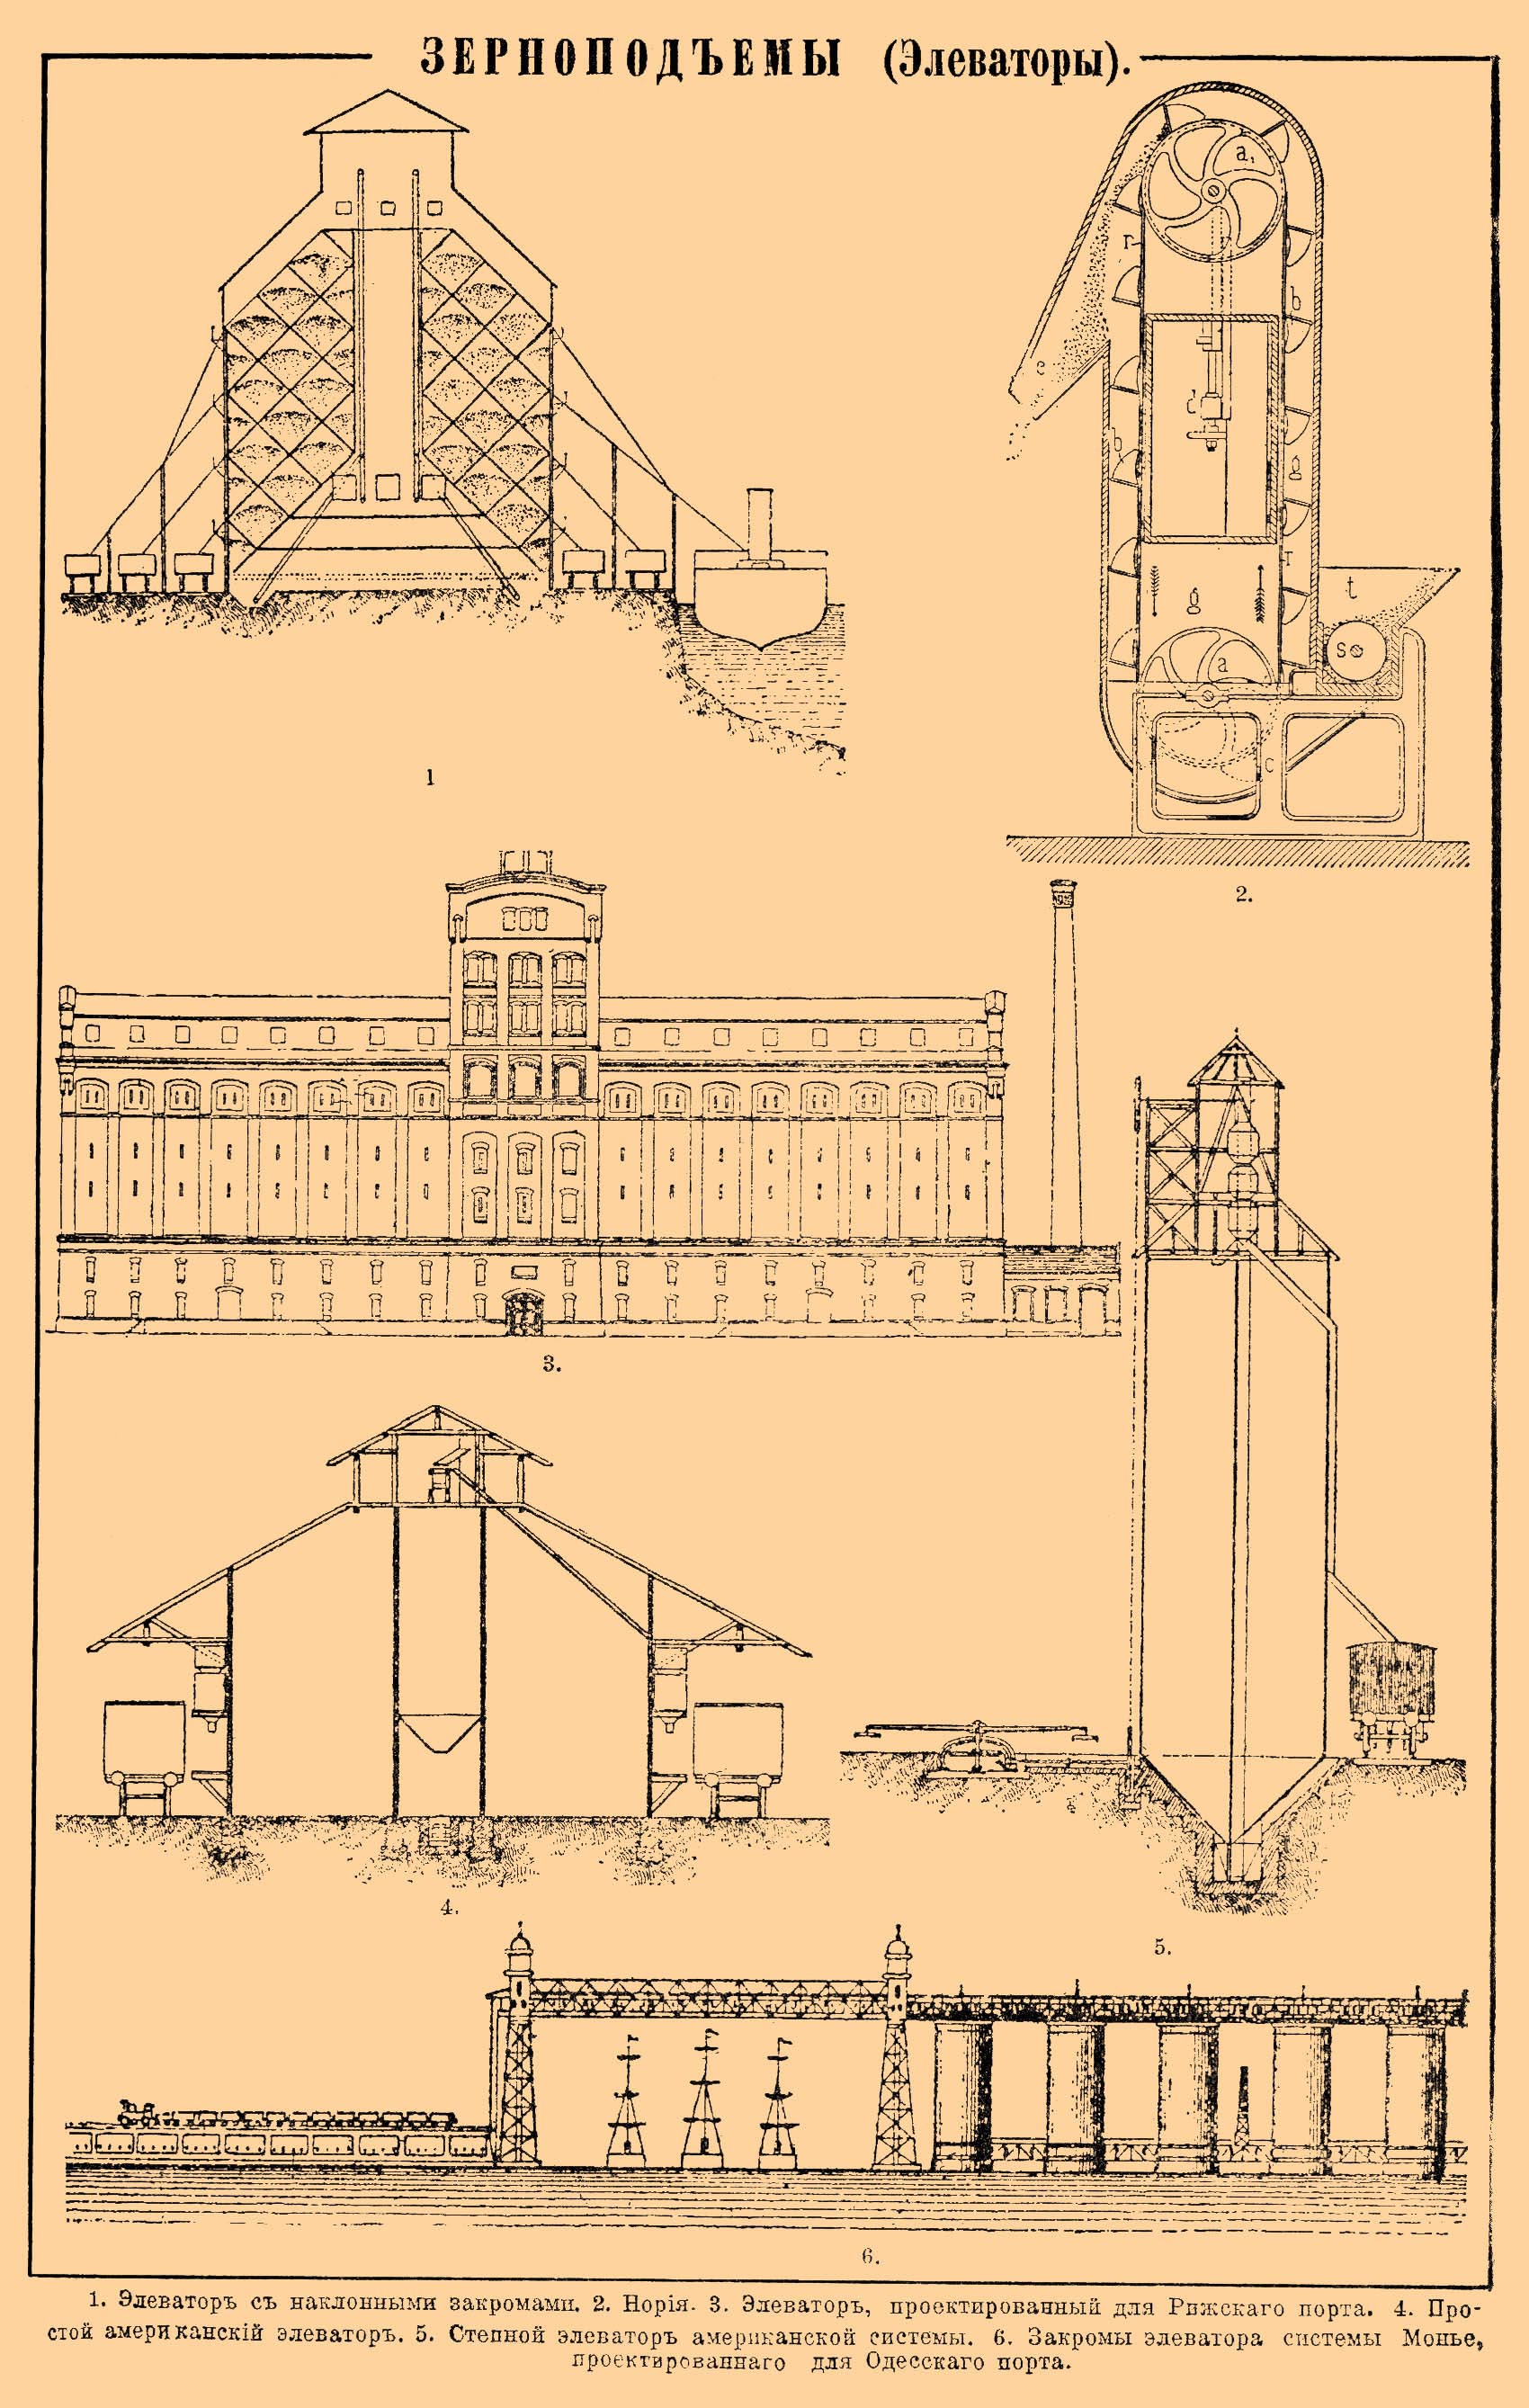 ЗЕРНОПОДЪЕМЫ (Элеваторы).
1
a,
r
b
e
b
g
r
g
t
a
s
c
2.
3.
4.
5.
6.
1. Элеваторъ съ наклонными закромами. 2. Норія. 3. Элеваторъ, проектированный для Рижскаго порта. 4. Про-
стой американскій элеваторъ. 5. Степной элеваторъ американской системы. 6. Закромы элеватора системы Монье,
проектированнаго для Одесскаго порта.